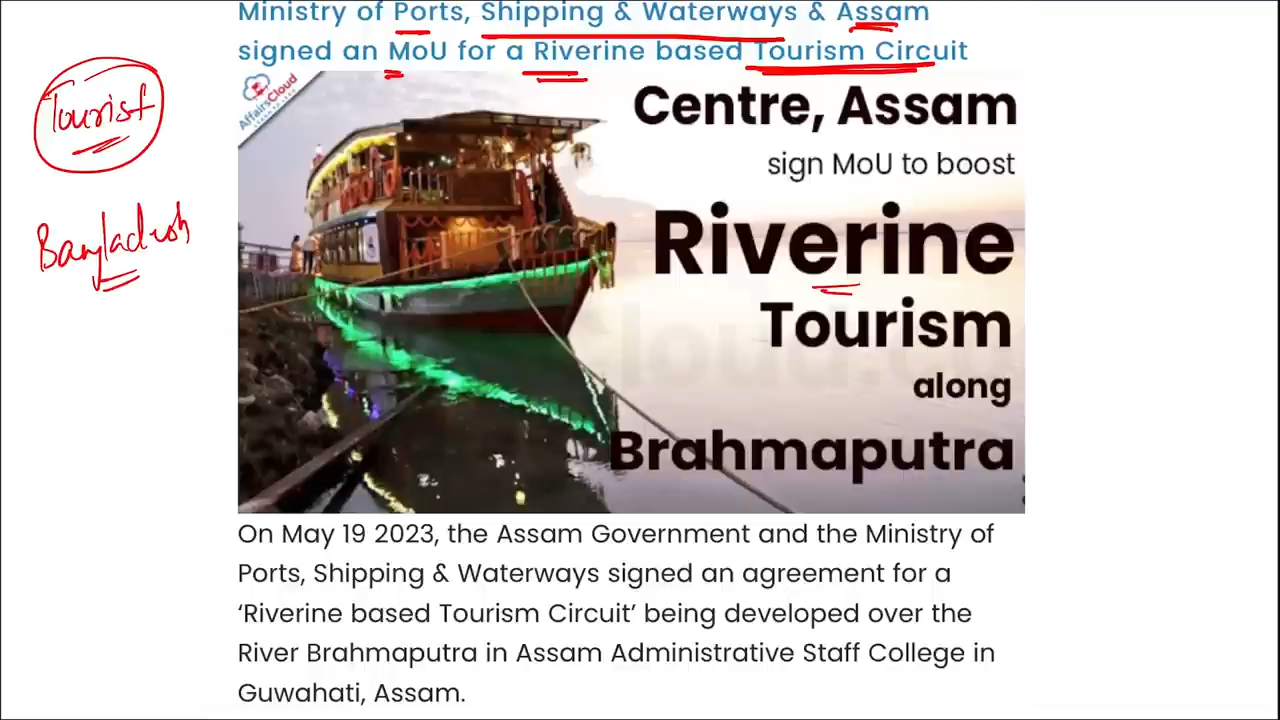 Ministry of Ports, Shipping & Waterways & Assam
signed an MoU for a Riverine based Tourism Circuit
Tourist
Bangladesh
AffairsCloud
Centre, Assam
sign MoU to boost
Riverine
Tourism
along
Brahmaputra
On May 19 2023, the Assam Government and the Ministry of
Ports, Shipping & Waterways signed an agreement for a
‘Riverine based Tourism Circuit’ being developed over the
River Brahmaputra in Assam Administrative Staff College in
Guwahati, Assam.